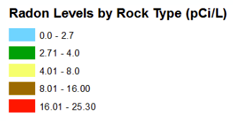 Radon Levels by Rock Type (pCi/L)
0.0 - 2.7
2.71 - 4.0
4.01 - 8.0
8.01 - 16.00
16.01 - 25.30